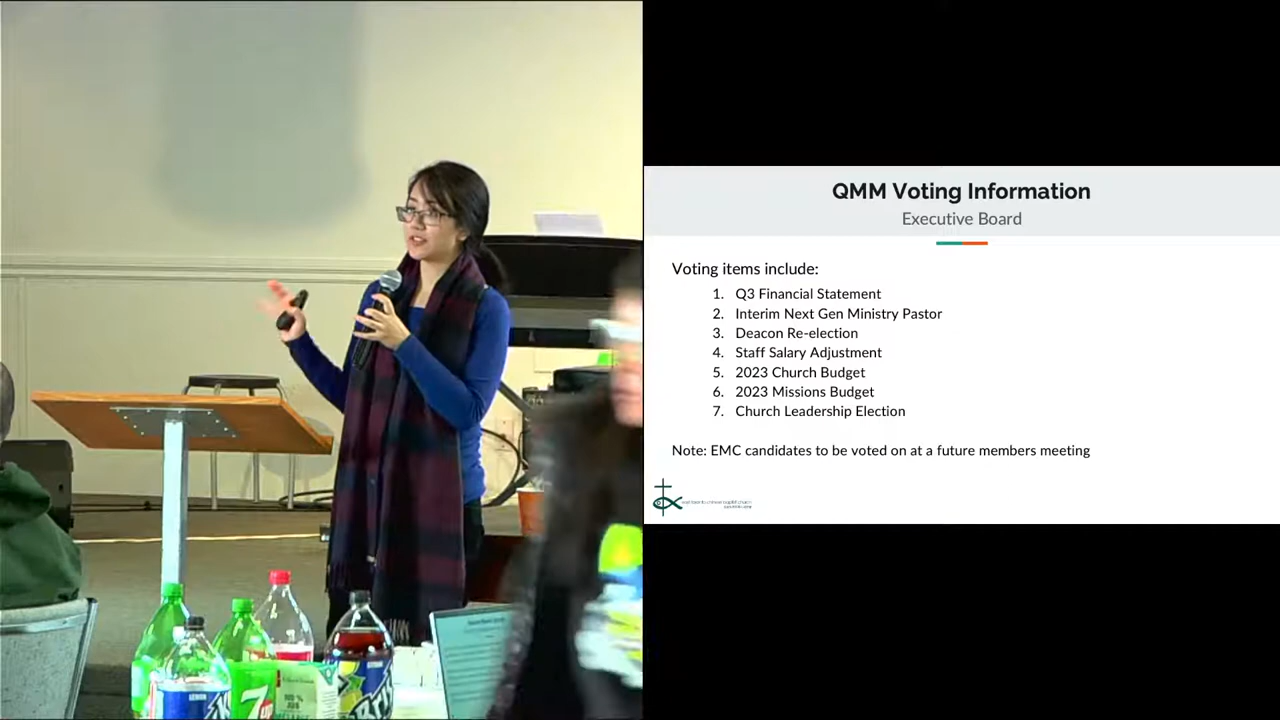 QMM Voting Information
Executive Board
Voting items include:
1. Q3 Financial Statement
2. Interim Next Gen Ministry Pastor
3. Deacon Re-election
4. Staff Salary Adjustment
5. 2023 Church Budget
6. 2023 Missions Budget
7. Church Leadership Election
Note: EMC candidates to be voted on at a future members meeting
7
100 %